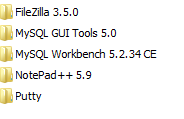 FileZilla 3.5.0
MySQL GUI Tools 5.0
MySQL Workbench 5.2.34 CE
NotePad++ 5.9
Putty